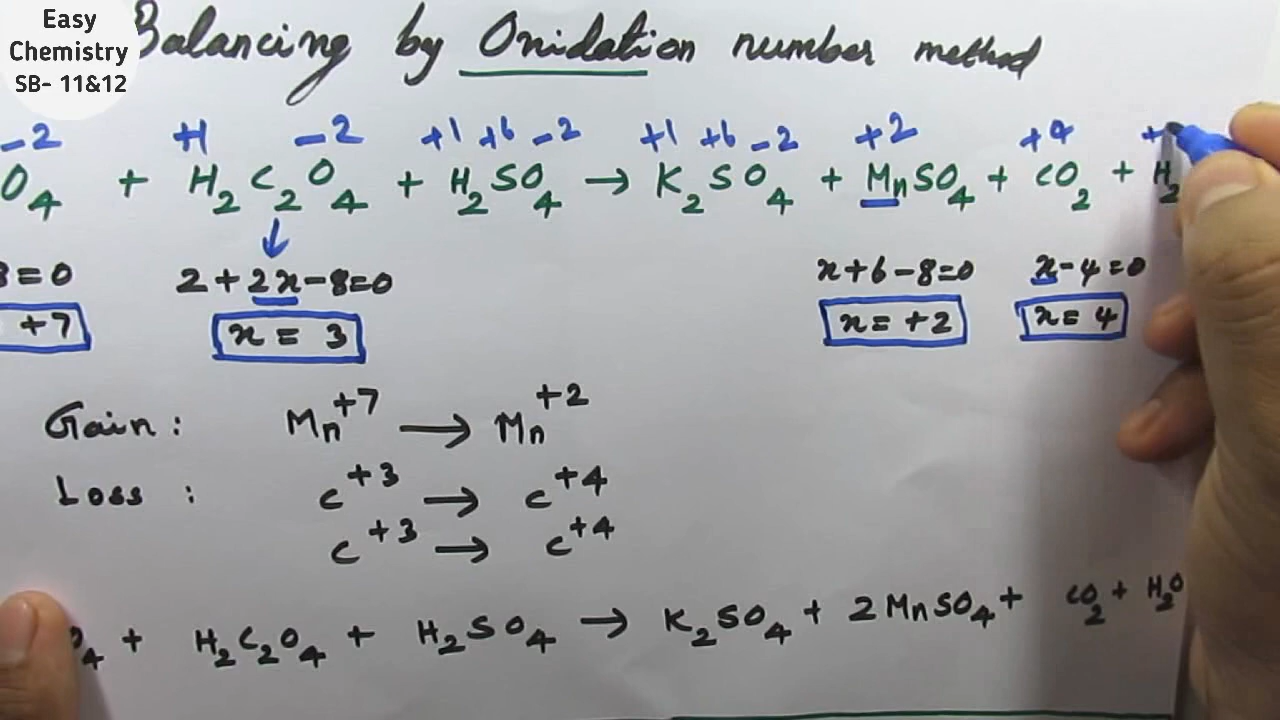 Easy
Chemistry
SB- 11&12
Balancing by Oxidation number method
-2 +1 -2 +1 +6 -2 +1 +6 -2 +2 +4 +
O4 + H2C2O4 + H2SO4 → K2SO4 + MnSO4 + CO2 + H2
8=0 2+2x-8=0 x+6-8=0 x-4=0
+7 x = 3 x = +2 x = 4
Gain : Mn+7 → Mn+2
Loss : C+3 → C+4
C+3 → C+4
O4 + H2C2O4 + H2SO4 → K2SO4 + 2MnSO4 + CO2 + H2O